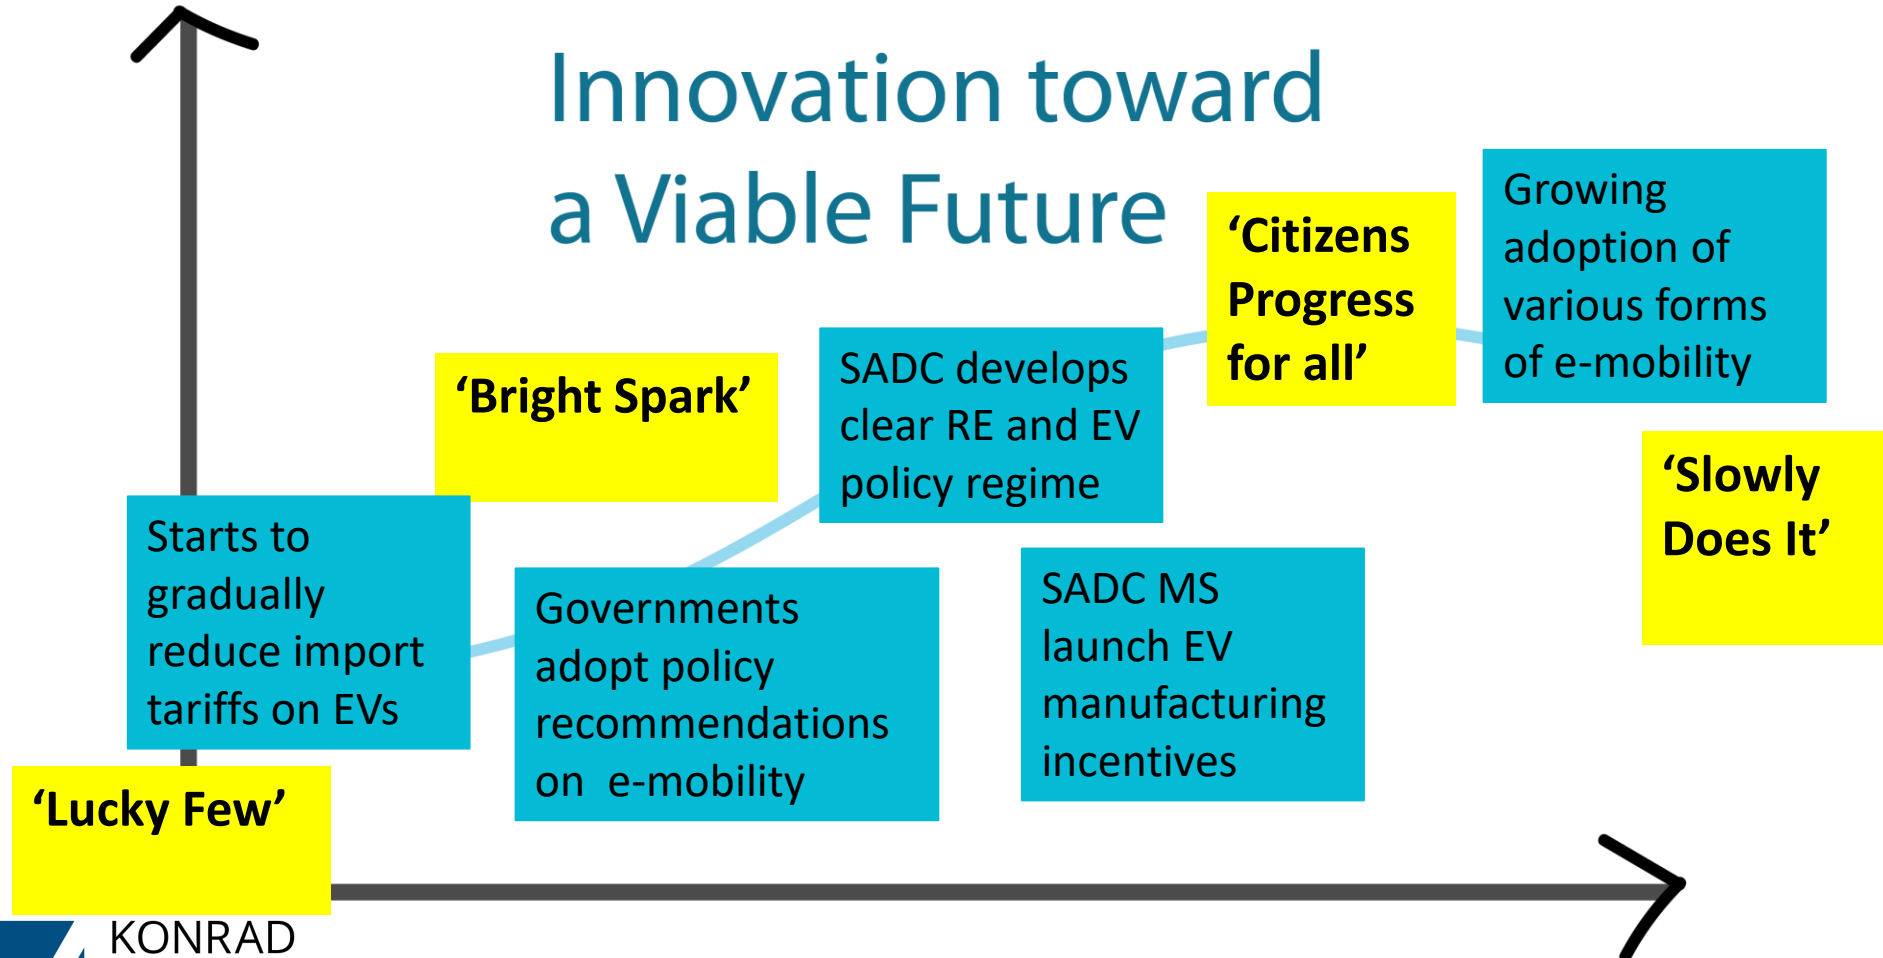 Innovation toward
a Viable Future
‘Lucky Few’
Starts to
gradually
reduce import
tariffs on EVs
‘Bright Spark’
Governments
adopt policy
recommendations
on  e-mobility
SADC develops
clear RE and EV
policy regime
SADC MS
launch EV
manufacturing
incentives
‘Citizens
Progress
for all’
Growing
adoption of
various forms
of e-mobility
‘Slowly
Does It’
KONRAD